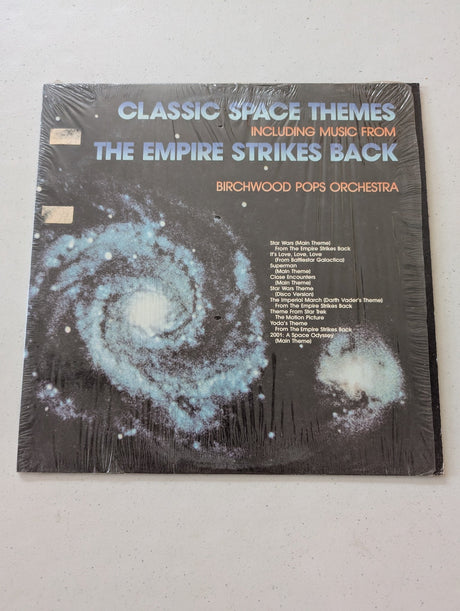 CLASSIC SPACE THEMES
INCLUDING MUSIC FROM
THE EMPIRE STRIKES BACK
BIRCHWOOD POPS ORCHESTRA
Star Wars (Main Theme)
From The Empire Strikes Back
It's Love, Love, Love
(From Battlestar Galactica)
Superman
(Main Theme)
Close Encounters
(Main Theme)
Star Wars Theme
(Disco Version)
The Imperial March (Darth Vader's Theme)
From The Empire Strikes Back
Theme From Star Trek
The Motion Picture
Yoda's Theme
From The Empire Strikes Back
2001: A Space Odyssey
(Main Theme)